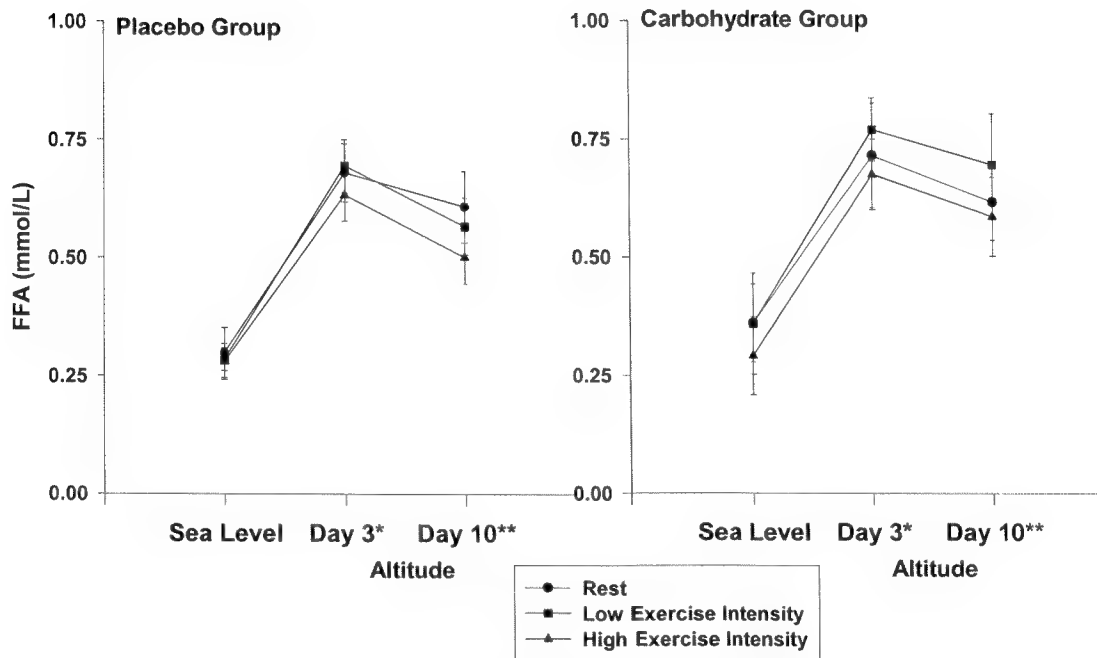 Placebo Group
Carbohydrate Group
FFA (mmol/L)
1.00
0.75
0.50
0.25
0.00
1.00
0.75
0.50
0.25
0.00
Sea Level Day 3* Day 10**
Altitude
Sea Level Day 3* Day 10**
Altitude
Rest
Low Exercise Intensity
High Exercise Intensity